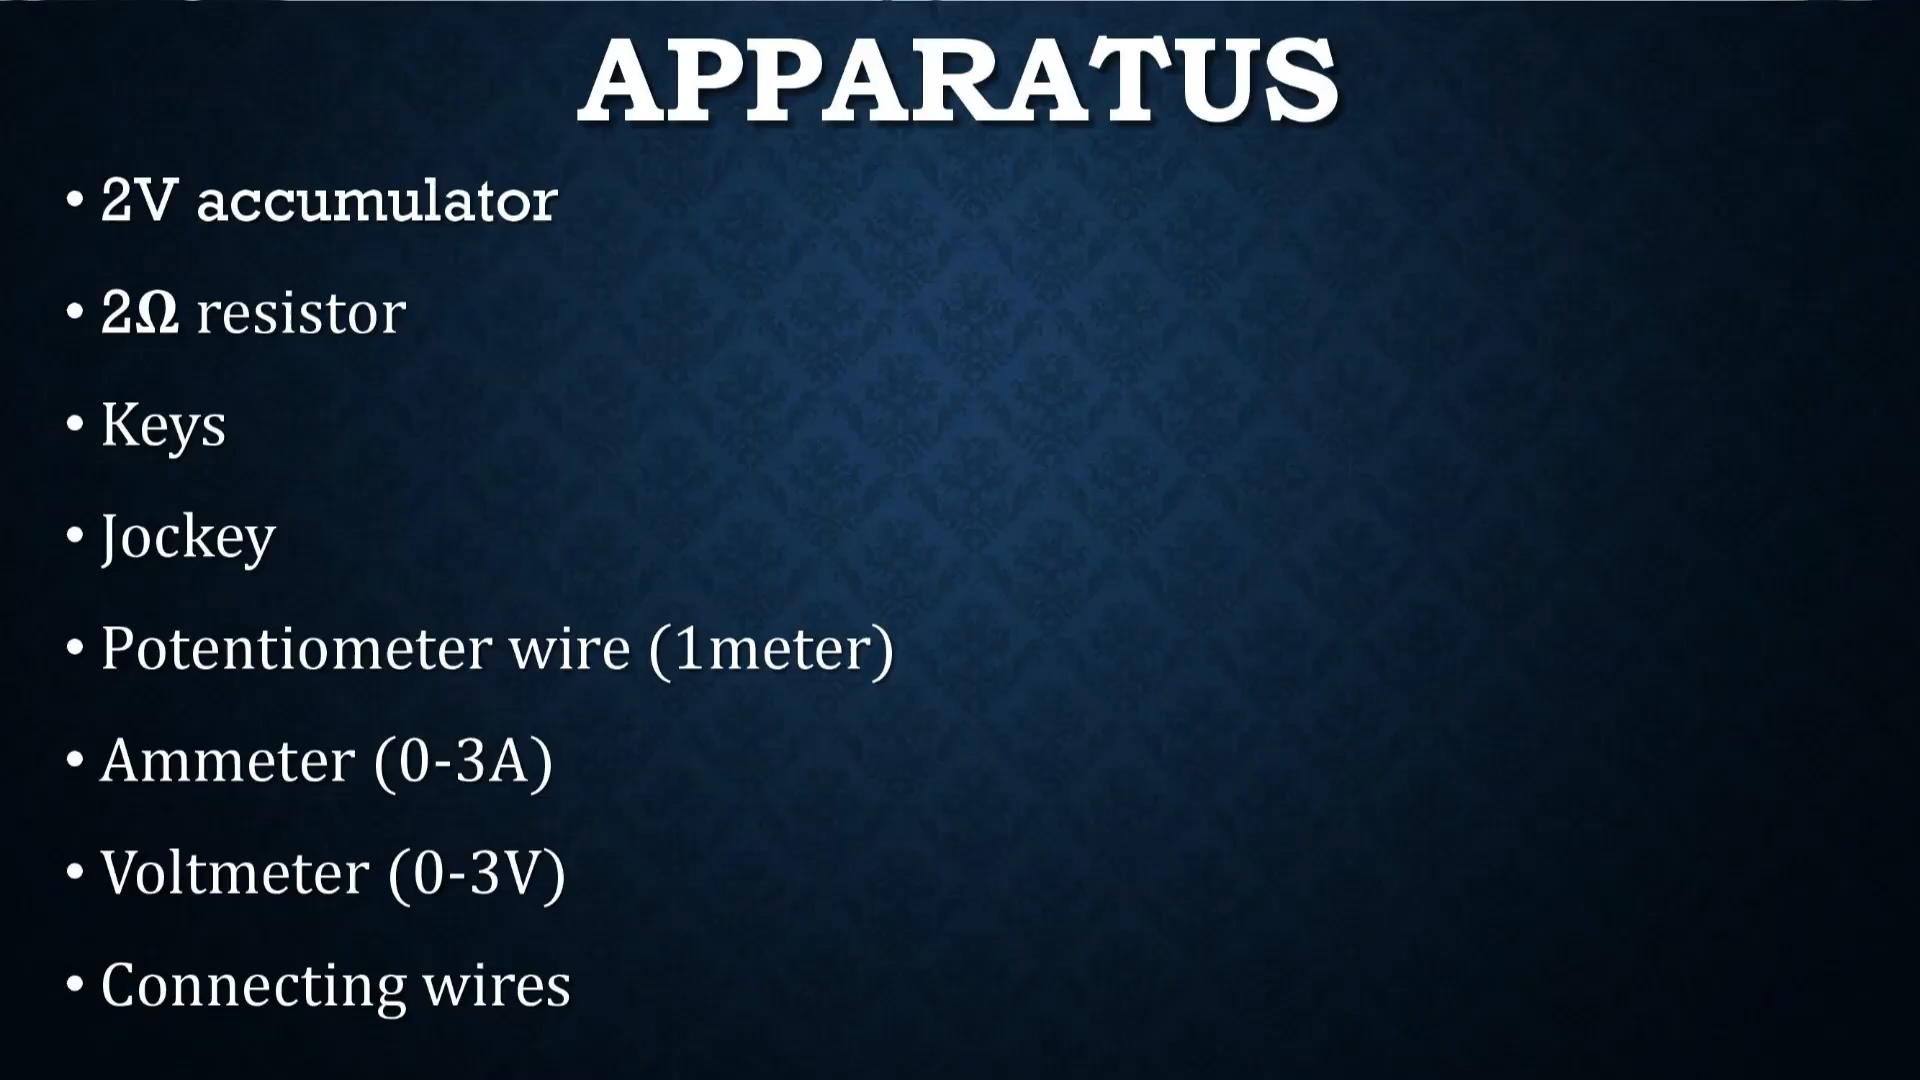 APPARATUS
• 2V accumulator
• 2Ω resistor
• Keys
• Jockey
• Potentiometer wire (1meter)
• Ammeter (0-3A)
• Voltmeter (0-3V)
• Connecting wires